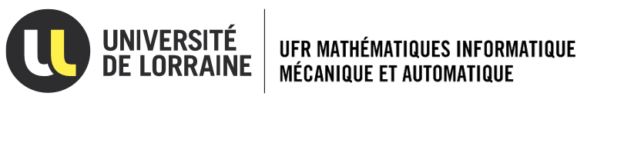 UNIVERSITÉ
DE LORRAINE
UFR MATHÉMATIQUES INFORMATIQUE
MÉCANIQUE ET AUTOMATIQUE